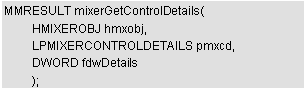 MMRESULT mixerGetControlDetails(
HMIXEROBJ hmxobj,
LPMIXERCONTROLDETAILS pmxcd,
DWORD fdwDetails
);